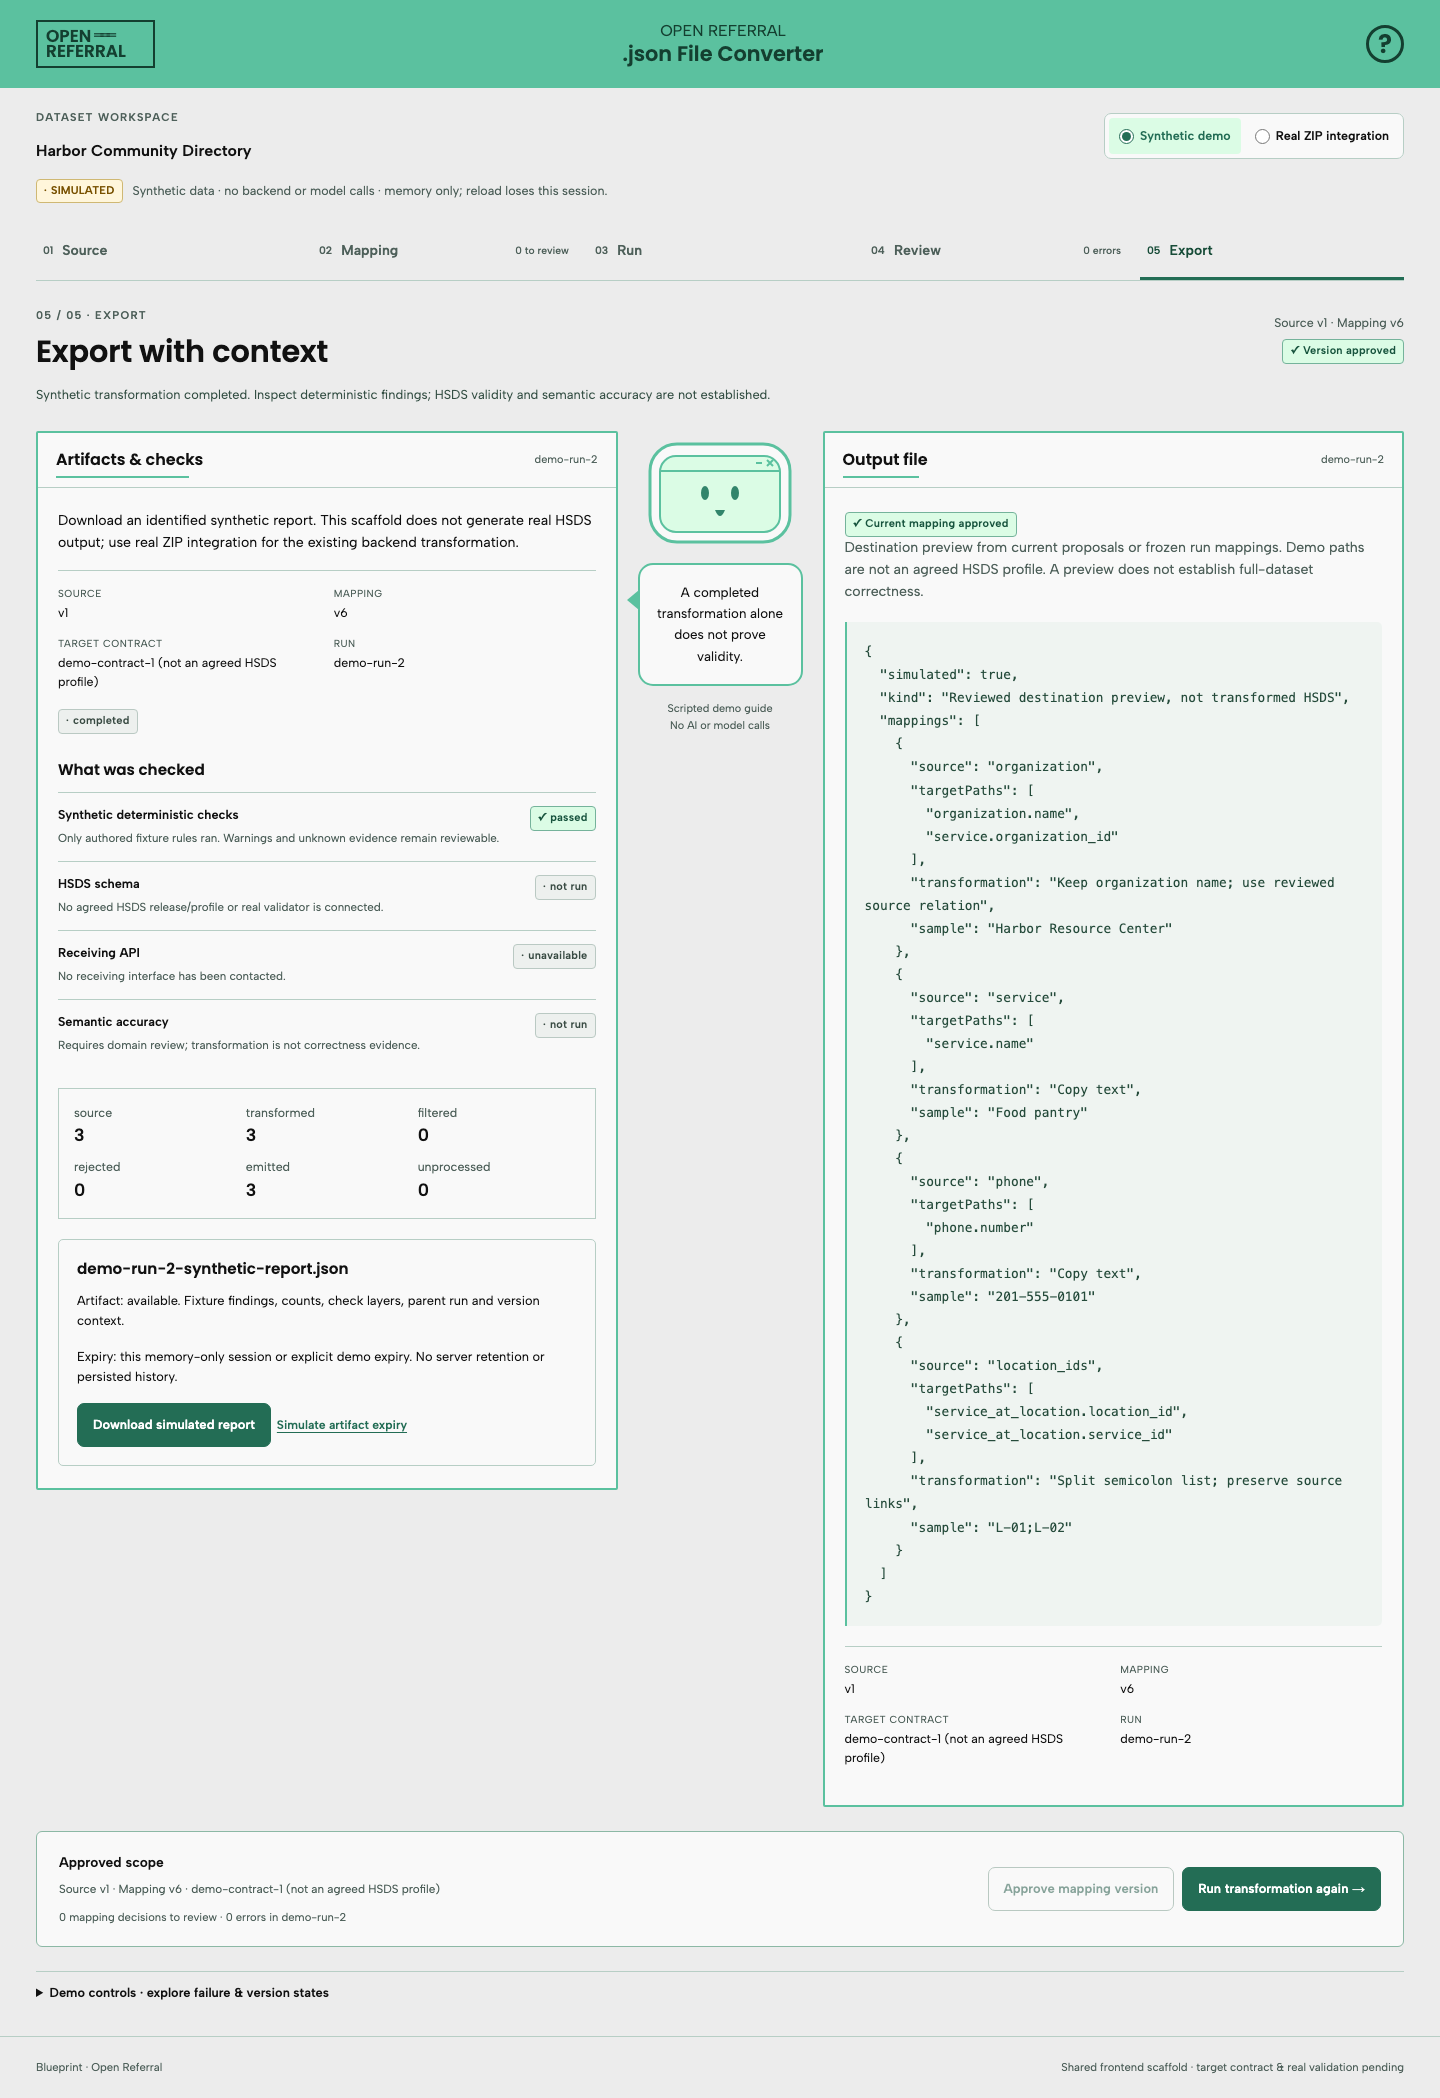 OPEN
REFERRAL
OPEN REFERRAL
.json File Converter
?
DATASET WORKSPACE
Harbor Community Directory
Synthetic demo
Real ZIP integration
· SIMULATED
Synthetic data · no backend or model calls · memory only; reload loses this session.
01 Source
02 Mapping 0 to review
03 Run
04 Review 0 errors
05 Export
05 / 05 · EXPORT
Export with context
Source v1 · Mapping v6
✓ Version approved
Synthetic transformation completed. Inspect deterministic findings; HSDS validity and semantic accuracy are not established.
Artifacts & checks
demo-run-2
Download an identified synthetic report. This scaffold does not generate real HSDS
output; use real ZIP integration for the existing backend transformation.
SOURCE MAPPING
v1 v6
TARGET CONTRACT RUN
demo-contract-1 (not an agreed HSDS demo-run-2
profile)
· completed
What was checked
Synthetic deterministic checks ✓ passed
Only authored fixture rules ran. Warnings and unknown evidence remain reviewable.
HSDS schema · not run
No agreed HSDS release/profile or real validator is connected.
Receiving API · unavailable
No receiving interface has been contacted.
Semantic accuracy · not run
Requires domain review; transformation is not correctness evidence.
source transformed filtered
3 3 0
rejected emitted unprocessed
0 3 0
demo-run-2-synthetic-report.json
Artifact: available. Fixture findings, counts, check layers, parent run and version
context.
Expiry: this memory-only session or explicit demo expiry. No server retention or
persisted history.
Download simulated report
Simulate artifact expiry
A completed
transformation alone
does not prove
validity.
Scripted demo guide
No AI or model calls
Output file
demo-run-2
✓ Current mapping approved
Destination preview from current proposals or frozen run mappings. Demo paths
are not an agreed HSDS profile. A preview does not establish full-dataset
correctness.
{
"simulated": true,
"kind": "Reviewed destination preview, not transformed HSDS",
"mappings": [
{
"source": "organization",
"targetPaths": [
"organization.name",
"service.organization_id"
],
"transformation": "Keep organization name; use reviewed
source relation",
"sample": "Harbor Resource Center"
},
{
"source": "service",
"targetPaths": [
"service.name"
],
"transformation": "Copy text",
"sample": "Food pantry"
},
{
"source": "phone",
"targetPaths": [
"phone.number"
],
"transformation": "Copy text",
"sample": "201-555-0101"
},
{
"source": "location_ids",
"targetPaths": [
"service_at_location.location_id",
"service_at_location.service_id"
],
"transformation": "Split semicolon list; preserve source
links",
"sample": "L-01;L-02"
}
]
}
SOURCE MAPPING
v1 v6
TARGET CONTRACT RUN
demo-contract-1 (not an agreed HSDS demo-run-2
profile)
Approved scope
Source v1 · Mapping v6 · demo-contract-1 (not an agreed HSDS profile)
0 mapping decisions to review · 0 errors in demo-run-2
Approve mapping version
Run transformation again →
Demo controls · explore failure & version states
Blueprint · Open Referral
Shared frontend scaffold · target contract & real validation pending